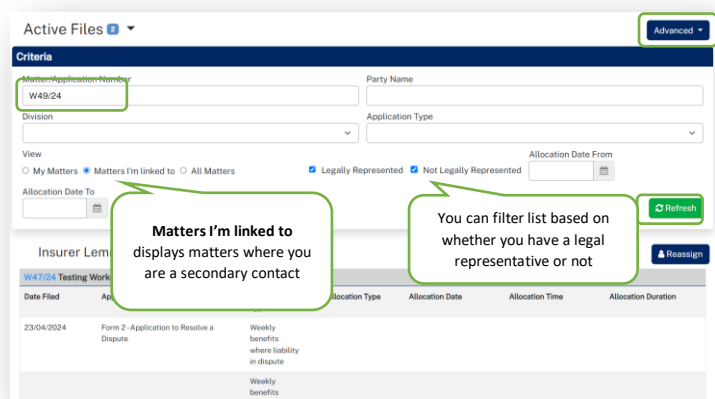 Active Files 2
Advanced
Criteria
Matter/Application Number
Party Name
W49/24
Division
Application Type
View
Allocation Date From
My Matters
Matters I'm linked to
All Matters
Legally Represented
Not Legally Represented
Allocation Date To
Refresh
Matters I'm linked to
displays matters where you
are a secondary contact
You can filter list based on
whether you have a legal
representative or not
Insurer Lem
Reassign
W47/24 Testing Work
Date Filed
Allocation Date
Allocation Time
Allocation Duration
23/04/2024
Form 2 - Application to Resolve a
Dispute
Weekly
benefits
where liability
in dispute
Weekly
benefits